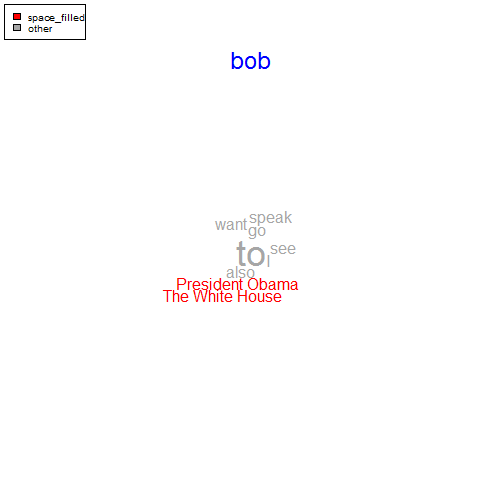 space_filled
other
bob
speak
want
go
see
to
I
also
President Obama
The White House